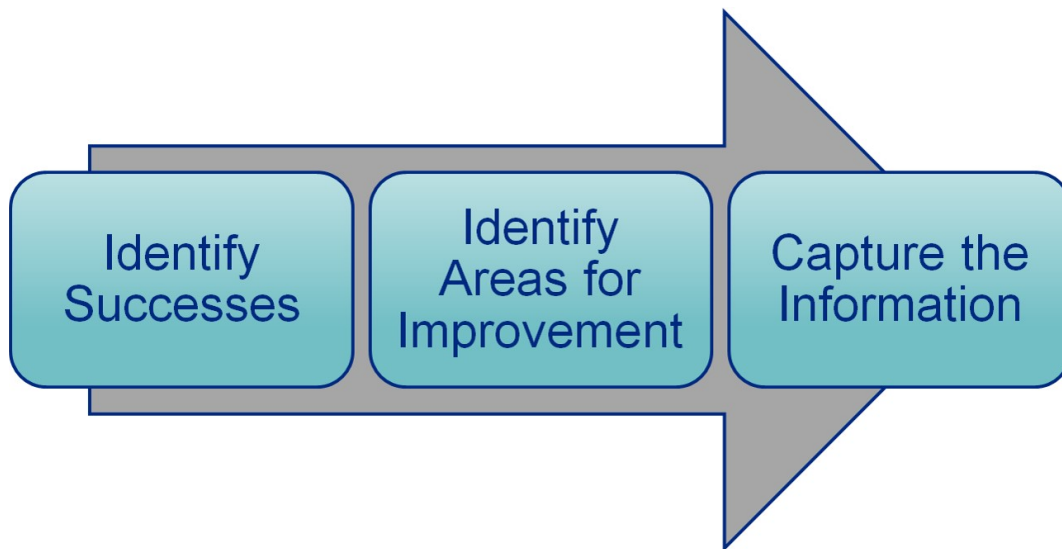 Identify
Successes
Identify
Areas for
Improvement
Capture the
Information